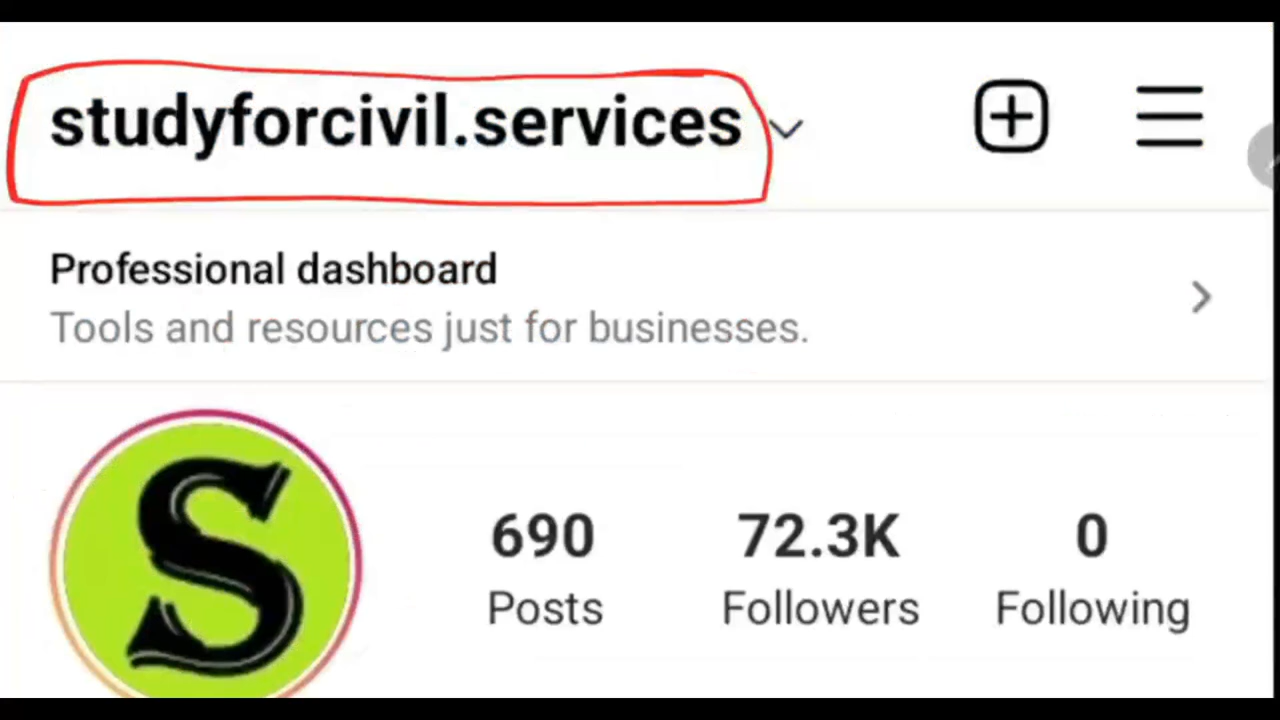 studyforcivil.services
Professional dashboard
Tools and resources just for businesses.
S
690 72.3K 0
Posts Followers Following